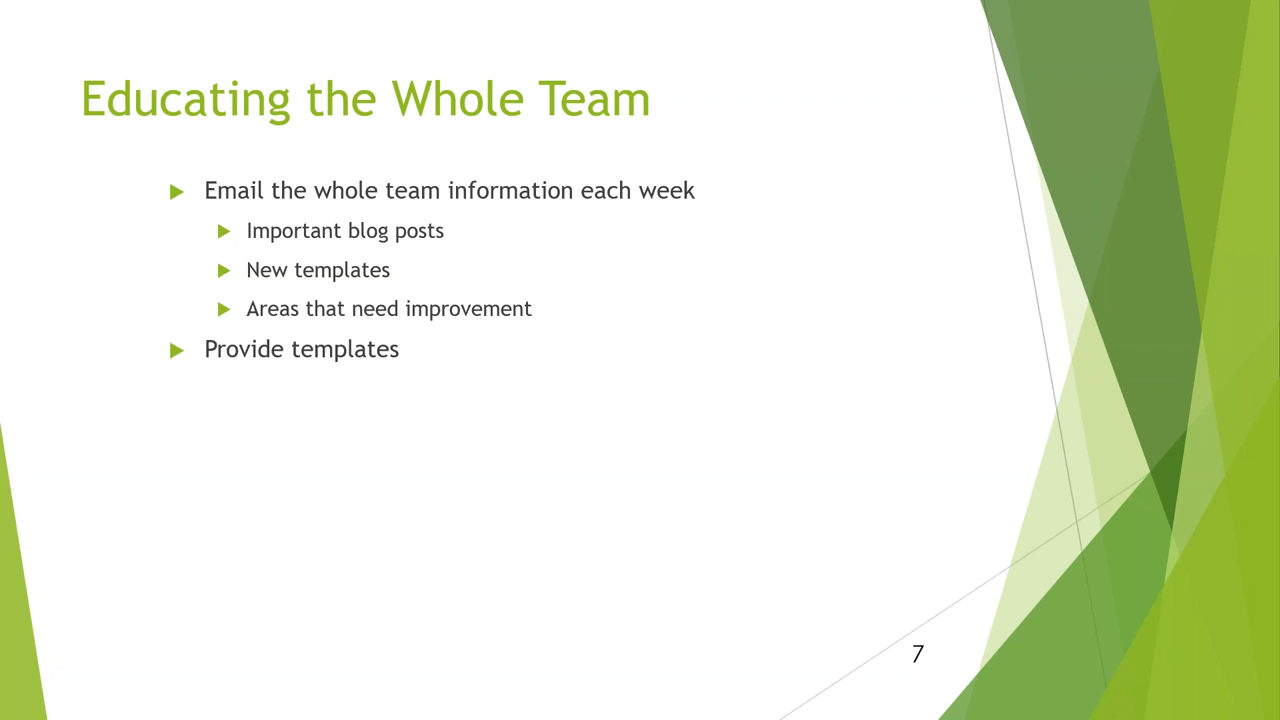 Educating the Whole Team
Email the whole team information each week
Important blog posts
New templates
Areas that need improvement
Provide templates
7